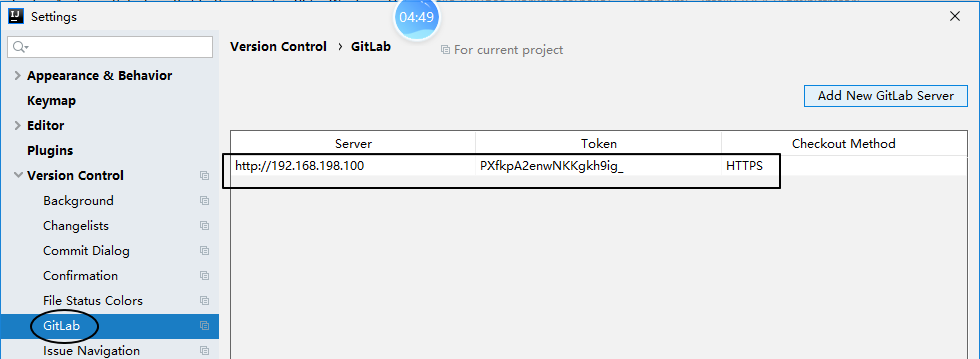 Settings
04:49
Version Control › GitLab
For current project
Appearance & Behavior
Keymap
Editor
Plugins
Version Control
Background
Changelists
Commit Dialog
Confirmation
File Status Colors
GitLab
Issue Navigation
Add New GitLab Server
Server Token Checkout Method
http://192.168.198.100 PXfkpA2enwNKKgkh9ig_ HTTPS